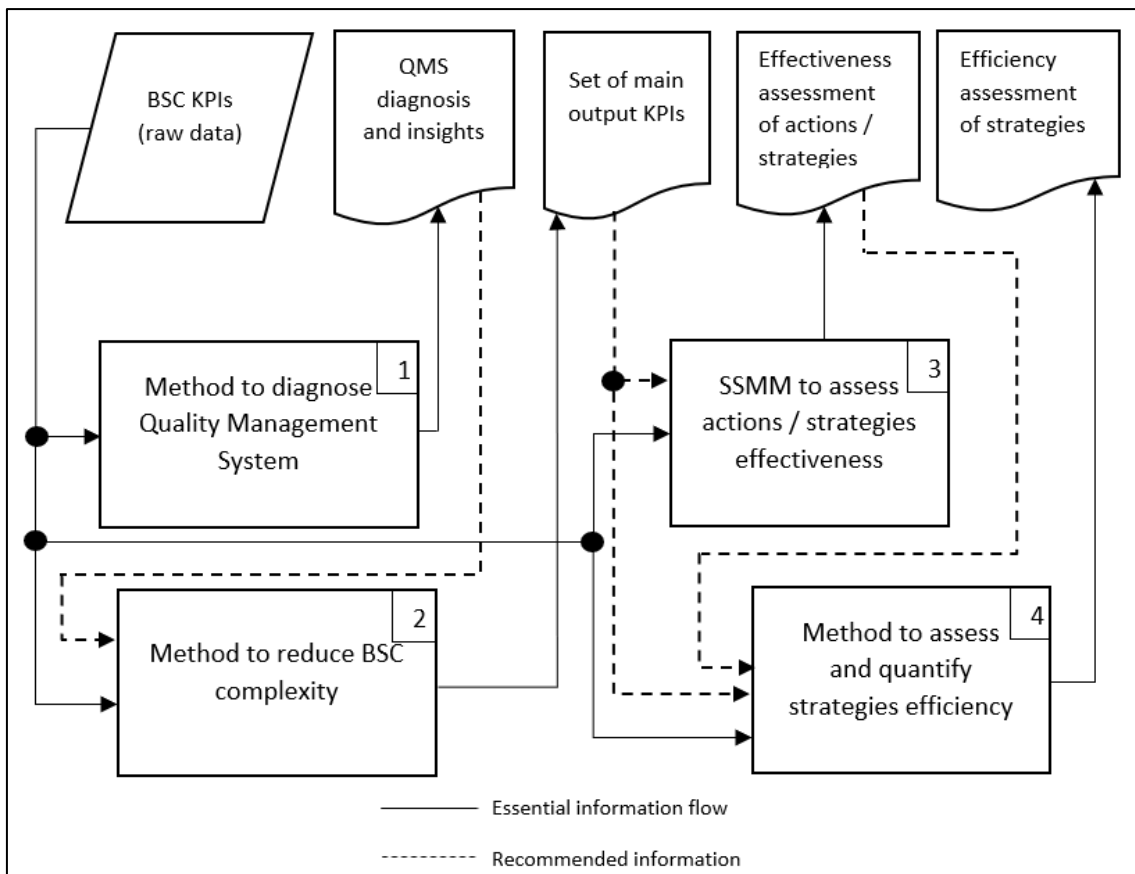 BSC KPIs
(raw data)
QMS
diagnosis
and insights
Set of main
output KPIs
Effectiveness
assessment
of actions /
strategies
Efficiency
assessment
of strategies
1
Method to diagnose
Quality Management
System
3
SSMM to assess
actions / strategies
effectiveness
2
Method to reduce BSC
complexity
4
Method to assess
and quantify
strategies efficiency
Essential information flow
Recommended information